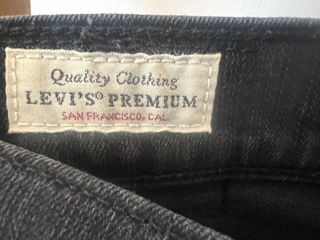 Quality Clothing
LEVI'S® PREMIUM
SAN FRANCISCO, CAL.